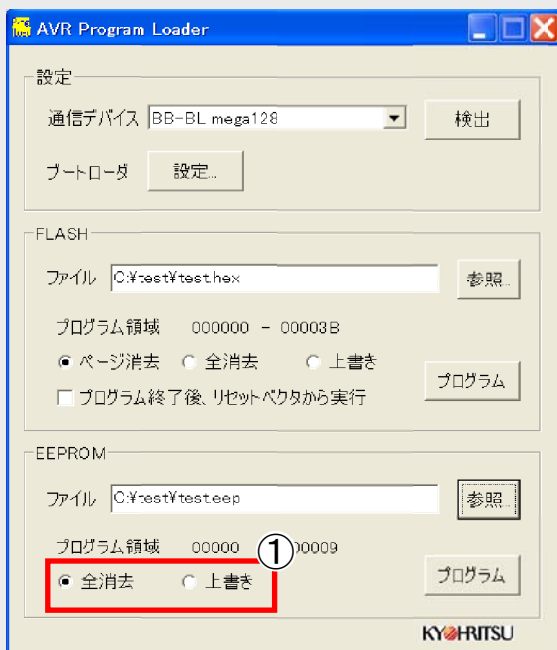 AVR Program Loader
設定
通信デバイス BB-BL mega128 検出
ブートローダ 設定...
FLASH
ファイル C:¥test¥test.hex 参照...
プログラム領域 000000 - 00003B
ページ消去 全消去 上書き
プログラム
プログラム終了後、リセットベクタから実行
EEPROM
ファイル C:¥test¥test.eep 参照...
プログラム領域 00000 ① 00009
全消去 上書き プログラム
KYOHRITSU